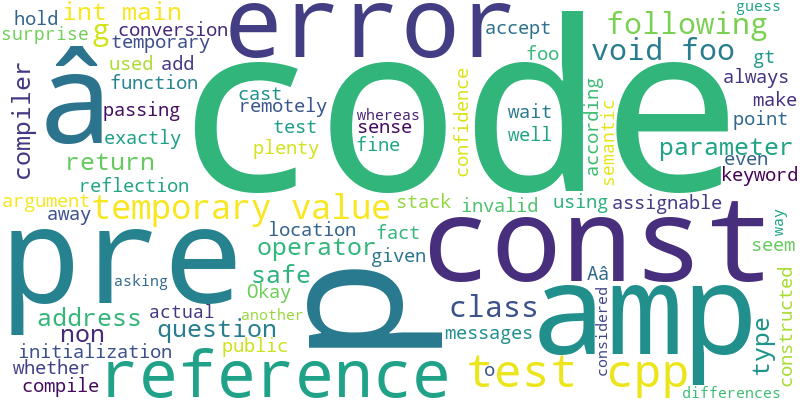 guess
int main error accept following
hold g conversion
surprise temporary foo void foo
â used add gt
function always
compiler code
cast make
passing remotely whereas wait confidence according semantic point
exactly test sense well parameter
plenty fine even
return keyword
reflection
argument temporary value stack invalid using assignable
away way
location fact const seem
pre operator given
asking safe Aâ
Okay p amp constructed
address actual another class considered type
non question messages
initialization public
whether reference o test cpp
compile differences